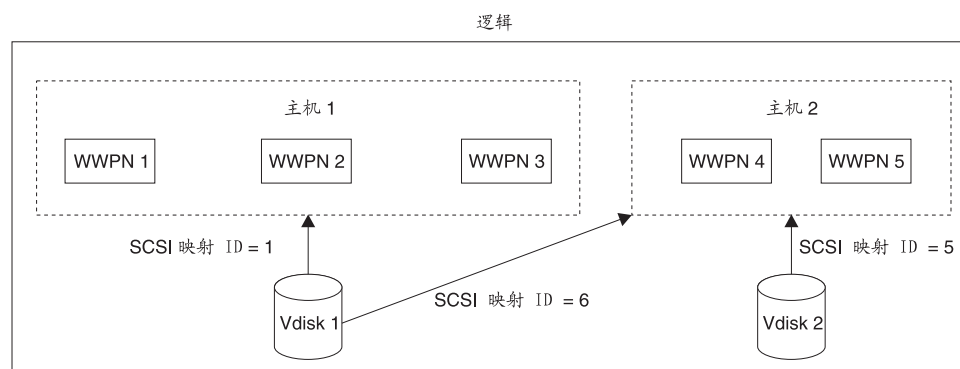 逻辑
主机 1
主机 2
WWPN 1
WWPN 2
WWPN 3
WWPN 4
WWPN 5
SCSI 映射 ID = 1
SCSI 映射 ID = 5
SCSI 映射 ID = 6
Vdisk 1
Vdisk 2